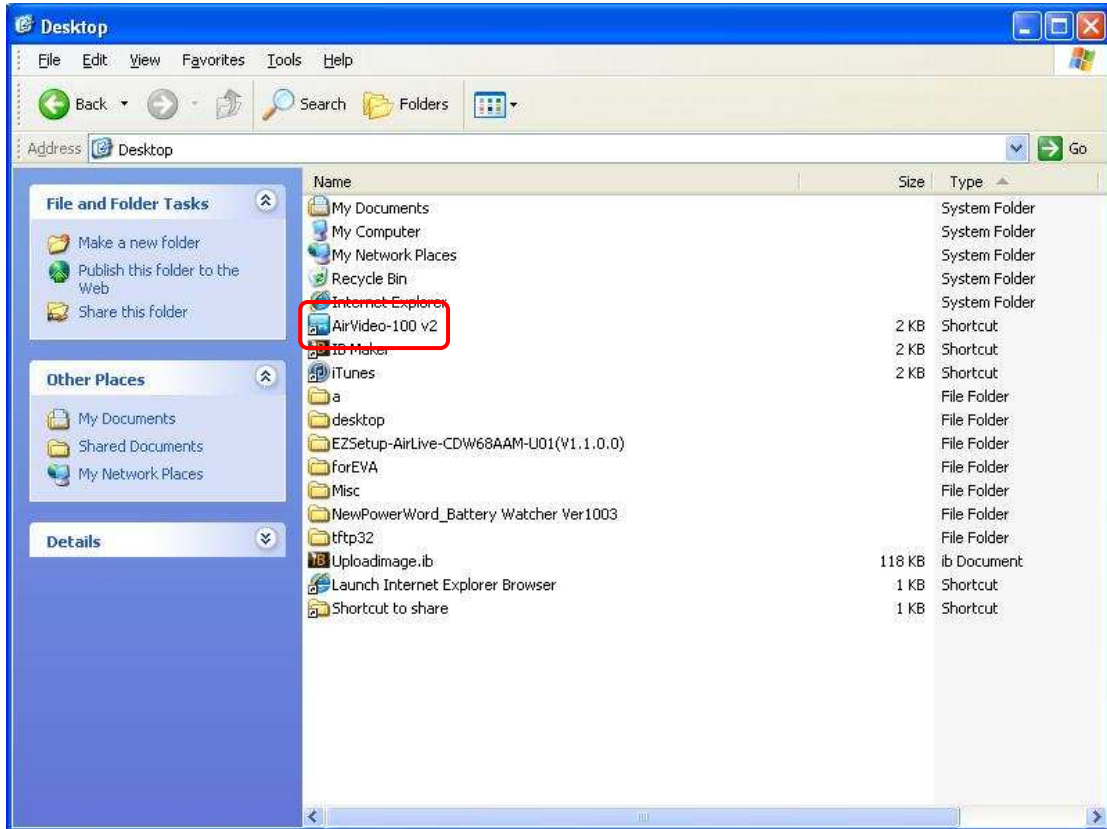 Desktop
File Edit View Favorites Tools Help
Back Search Folders
Address Desktop Go
File and Folder Tasks
Make a new folder
Publish this folder to the
Web
Share this folder
Other Places
My Documents
Shared Documents
My Network Places
Details
Name Size Type
My Documents System Folder
My Computer System Folder
My Network Places System Folder
Recycle Bin System Folder
Internet Explorer System Folder
AirVideo-100 v2 2 KB Shortcut
IB Maker 2 KB Shortcut
iTunes 2 KB Shortcut
a File Folder
desktop File Folder
EZSetup-AirLive-CDW68AAM-U01(V1.1.0.0) File Folder
forEVA File Folder
Misc File Folder
NewPowerWord_Battery Watcher Ver1003 File Folder
tftp32 File Folder
Uploadimage.ib 118 KB ib Document
Launch Internet Explorer Browser 1 KB Shortcut
Shortcut to share 1 KB Shortcut